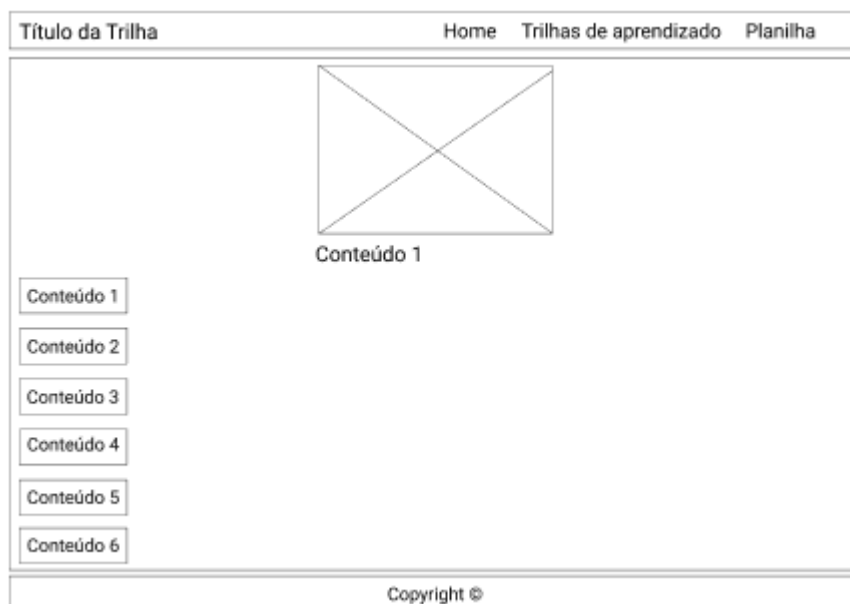 Título da Trilha Home Trilhas de aprendizado Planilha
Conteúdo 1
Conteúdo 1
Conteúdo 2
Conteúdo 3
Conteúdo 4
Conteúdo 5
Conteúdo 6
Copyright ©